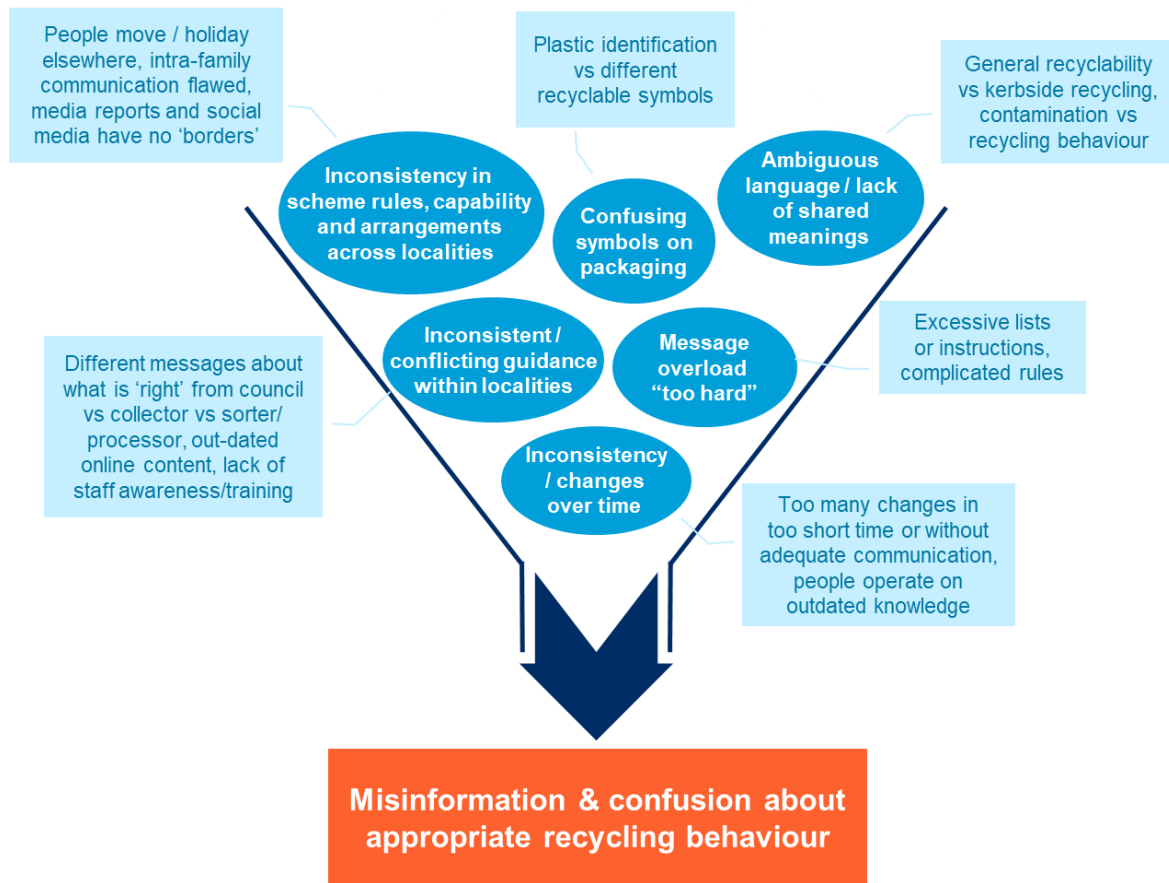 People move / holiday
elsewhere, intra-family
communication flawed,
media reports and social
media have no ‘borders’
Plastic identification
vs different
recyclable symbols
General recyclability
vs kerbside recycling,
contamination vs
recycling behaviour
Inconsistency in
scheme rules, capability
and arrangements
across localities
Confusing
symbols on
packaging
Ambiguous
language / lack
of shared
meanings
Different messages about
what is ‘right’ from council
vs collector vs sorter/
processor, out-dated
online content, lack of
staff awareness/training
Inconsistent /
conflicting guidance
within localities
Message
overload
“too hard”
Excessive lists
or instructions,
complicated rules
Inconsistency
/ changes
over time
Too many changes in
too short time or without
adequate communication,
people operate on
outdated knowledge
Misinformation & confusion about
appropriate recycling behaviour